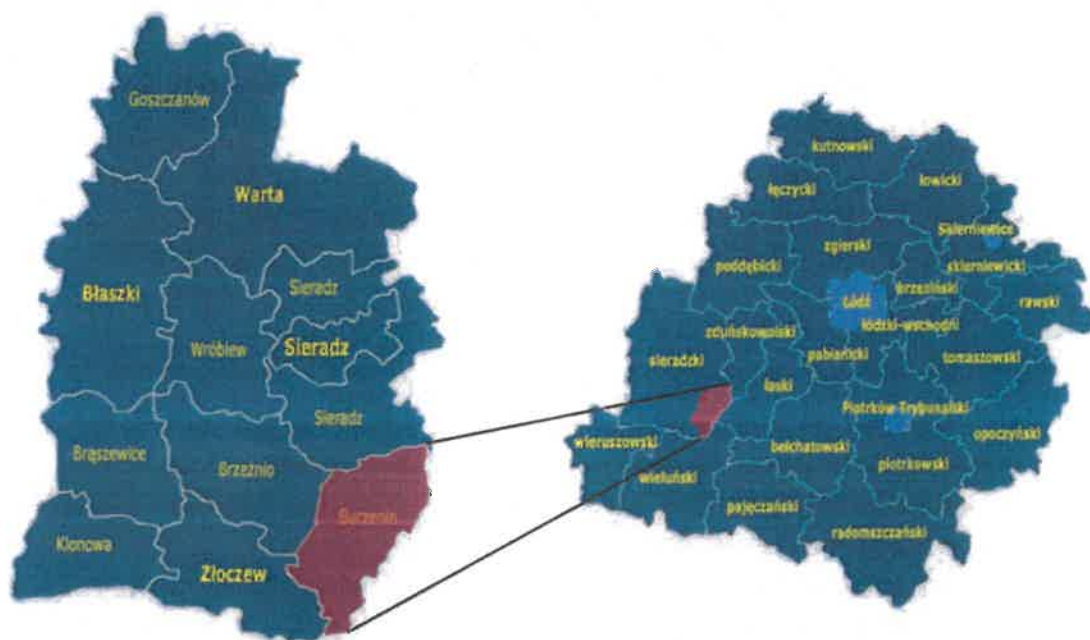 Goszczanów
Warta
Błaszki
Sieradz
Wróblew
Sieradz
Sieradz
Brąszewice
Brzeźnio
Burzenin
Klonowa
Złoczew
kutnowski
łęczycki
łowicki
Skierniewice
zgierski
poddębicki
skierniewicki
brzeziński
Łódź
rawski
łódzki-wschodni
zduńskowolski
sieradzki
pabianicki
tomaszowski
łaski
Piotrków Trybunalski
wieruszowski
bełchatowski
opoczyński
piotrkowski
wieluński
pajęczański
radomszczański